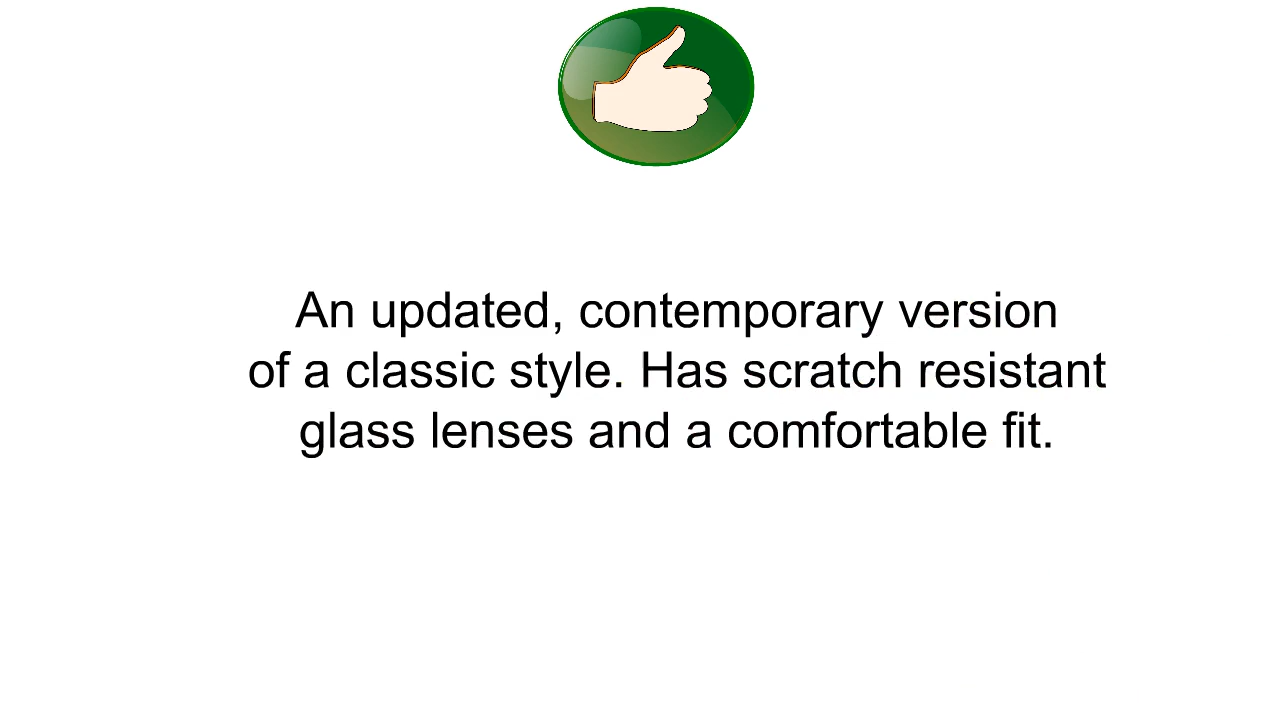 An updated, contemporary version
of a classic style. Has scratch resistant
glass lenses and a comfortable fit.